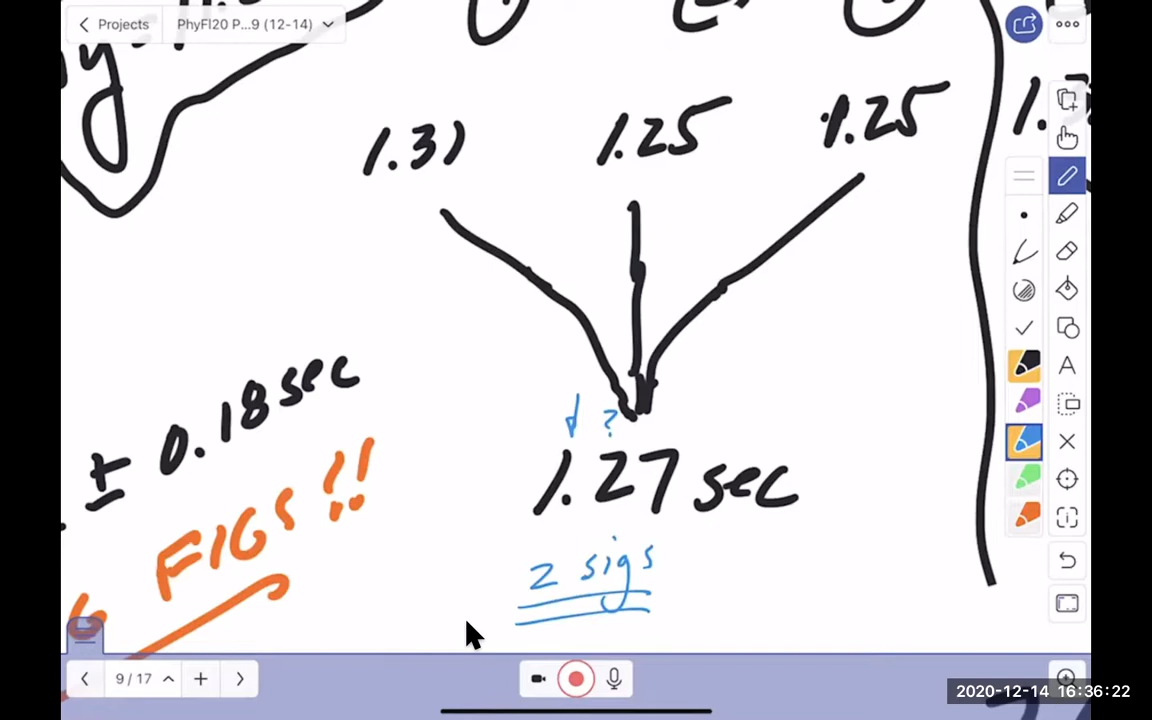 Projects
PhyFl20 P...9 (12-14)
1.31
1.25
1.25
± 0.18 sec
FIGS !!
?
1.27 sec
2 sigs
9 / 17
2020-12-14 16:36:22